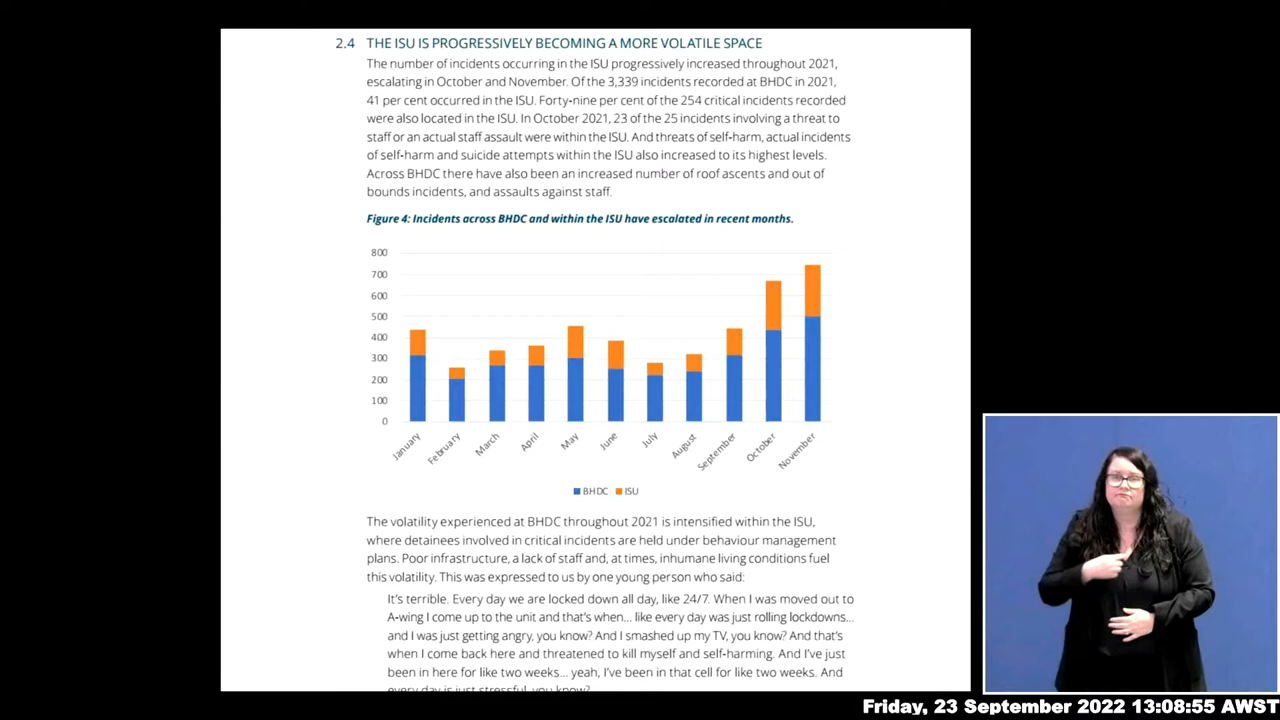 2.4 THE ISU IS PROGRESSIVELY BECOMING A MORE VOLATILE SPACE
The number of incidents occurring in the ISU progressively increased throughout 2021,
escalating in October and November. Of the 3,339 incidents recorded at BHDC in 2021,
41 per cent occurred in the ISU. Forty-nine per cent of the 254 critical incidents recorded
were also located in the ISU. In October 2021, 23 of the 25 incidents involving a threat to
staff or an actual staff assault were within the ISU. And threats of self-harm, actual incidents
of self-harm and suicide attempts within the ISU also increased to its highest levels.
Across BHDC there have also been an increased number of roof ascents and out of
bounds incidents, and assaults against staff.
Figure 4: Incidents across BHDC and within the ISU have escalated in recent months.
800
700
600
500
400
300
200
100
0
January
February
March
April
May
June
July
August
September
October
November
BHDC ISU
The volatility experienced at BHDC throughout 2021 is intensified within the ISU,
where detainees involved in critical incidents are held under behaviour management
plans. Poor infrastructure, a lack of staff and, at times, inhumane living conditions fuel
this volatility. This was expressed to us by one young person who said:
It's terrible. Every day we are locked down all day, like 24/7. When I was moved out to
A-wing I come up to the unit and that's when... like every day was just rolling lockdowns...
and I was just getting angry, you know? And I smashed up my TV, you know? And that's
when I come back here and threatened to kill myself and self-harming. And I've just
been in here for like two weeks... yeah, I've been in that cell for like two weeks. And
every day is just stressful, you know?
Friday, 23 September 2022 13:08:55 AWST